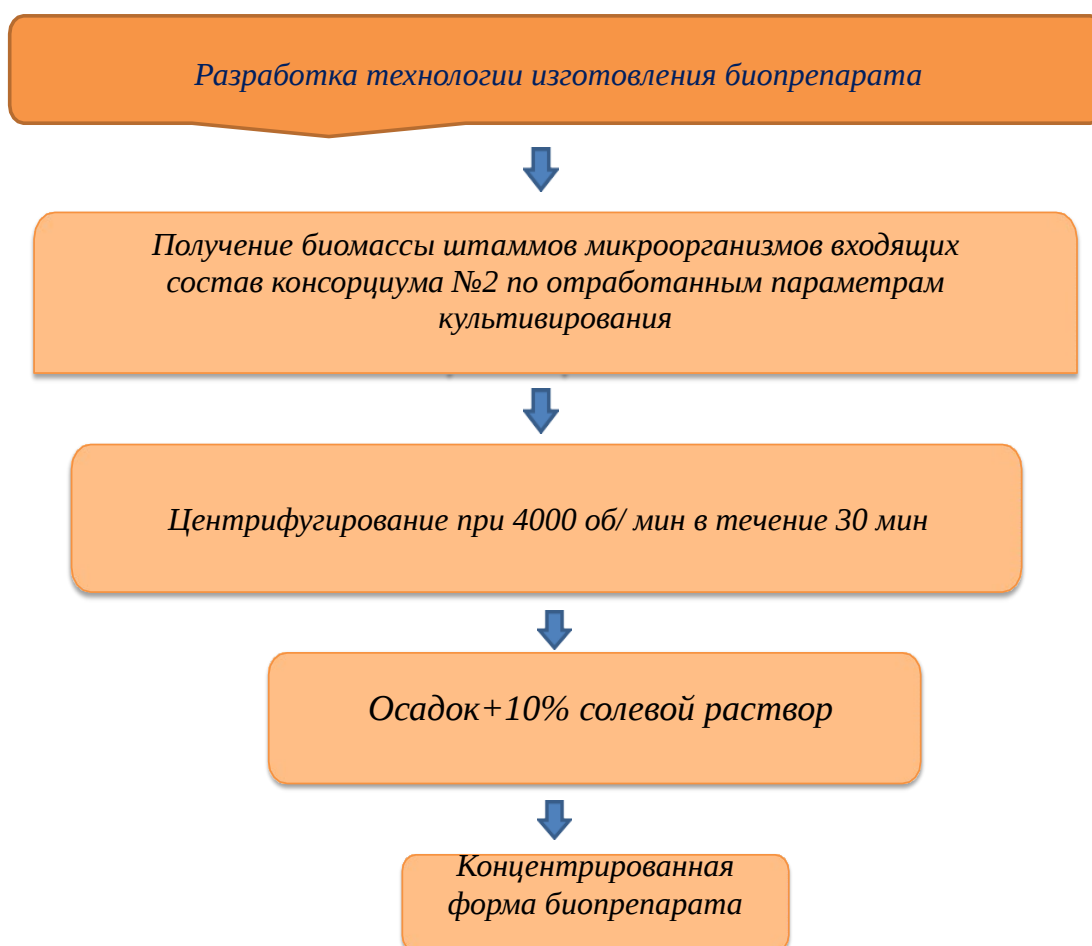 Разработка технологии изготовления биопрепарата
Получение биомассы штаммов микроорганизмов входящих
состав консорциума №2 по отработанным параметрам
культивирования
Центрифугирование при 4000 об/ мин в течение 30 мин
Осадок+10% солевой раствор
Концентрированная
форма биопрепарата